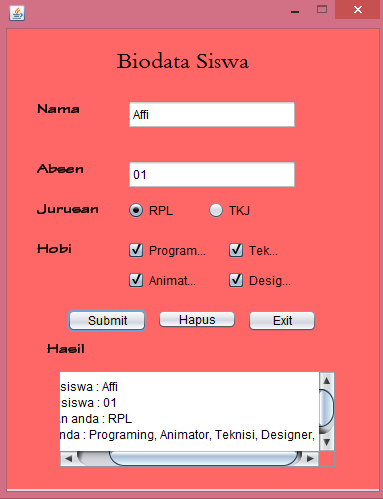 Biodata Siswa
Nama
Affi
Absen
01
Jurusan
RPL
TKJ
Hobi
Program...
Tek...
Animat...
Desig...
Submit
Hapus
Exit
Hasil
siswa : Affi
siswa : 01
anda : RPL
nda : Programing, Animator, Teknisi, Designer,